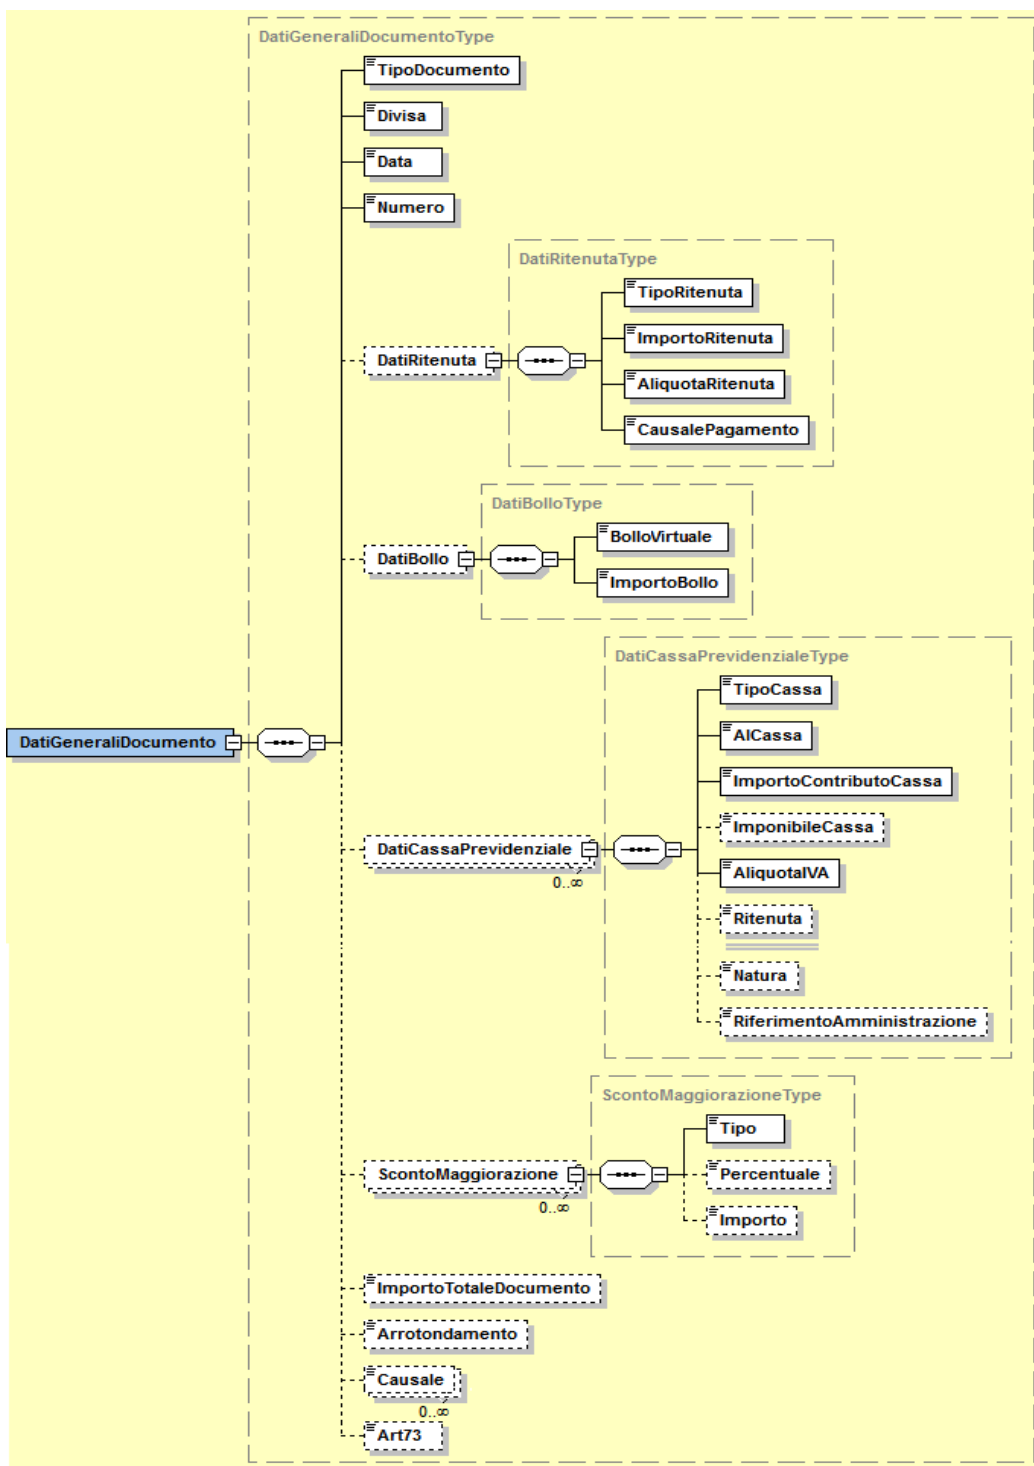 DatiGeneraliDocumentoType
TipoDocumento
Divisa
Data
Numero
DatiRitenutaType
TipoRitenuta
ImportoRitenuta
DatiRitenuta
AliquotaRitenuta
CausalePagamento
DatiBolloType
BolloVirtuale
DatiBollo
ImportoBollo
DatiCassaPrevidenzialeType
TipoCassa
DatiGeneraliDocumento
AlCassa
ImportoContributoCassa
ImponibileCassa
DatiCassaPrevidenziale
0..∞
AliquotaIVA
Ritenuta
Natura
RiferimentoAmministrazione
ScontoMaggiorazioneType
Tipo
ScontoMaggiorazione
0..∞
Percentuale
Importo
ImportoTotaleDocumento
Arrotondamento
Causale
0..∞
Art73